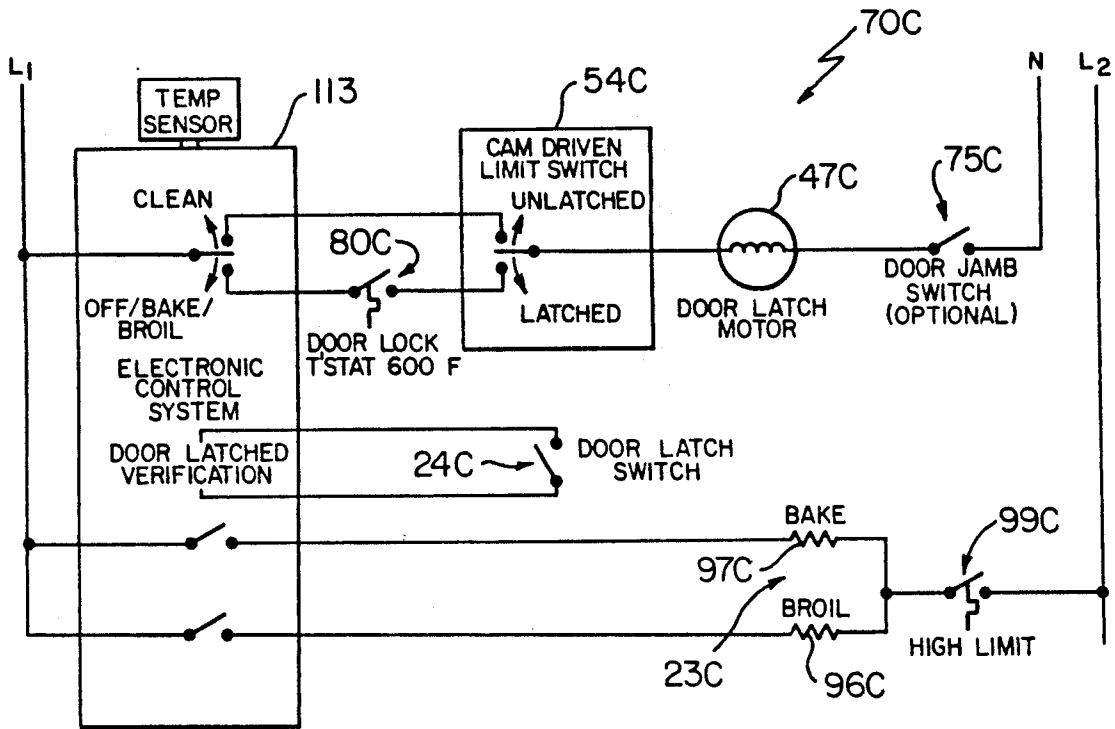 70C
L1
N
L2
TEMP
SENSOR
113
54C
CAM DRIVEN
LIMIT SWITCH
47C
75C
CLEAN
UNLATCHED
80C
OFF/BAKE/
BROIL
LATCHED
DOOR LOCK
T'STAT 600 F
DOOR LATCH
MOTOR
DOOR JAMB
SWITCH
(OPTIONAL)
ELECTRONIC
CONTROL
SYSTEM
DOOR LATCHED
VERIFICATION
24C
DOOR LATCH
SWITCH
BAKE
97C
99C
23C
BROIL
96C
HIGH LIMIT